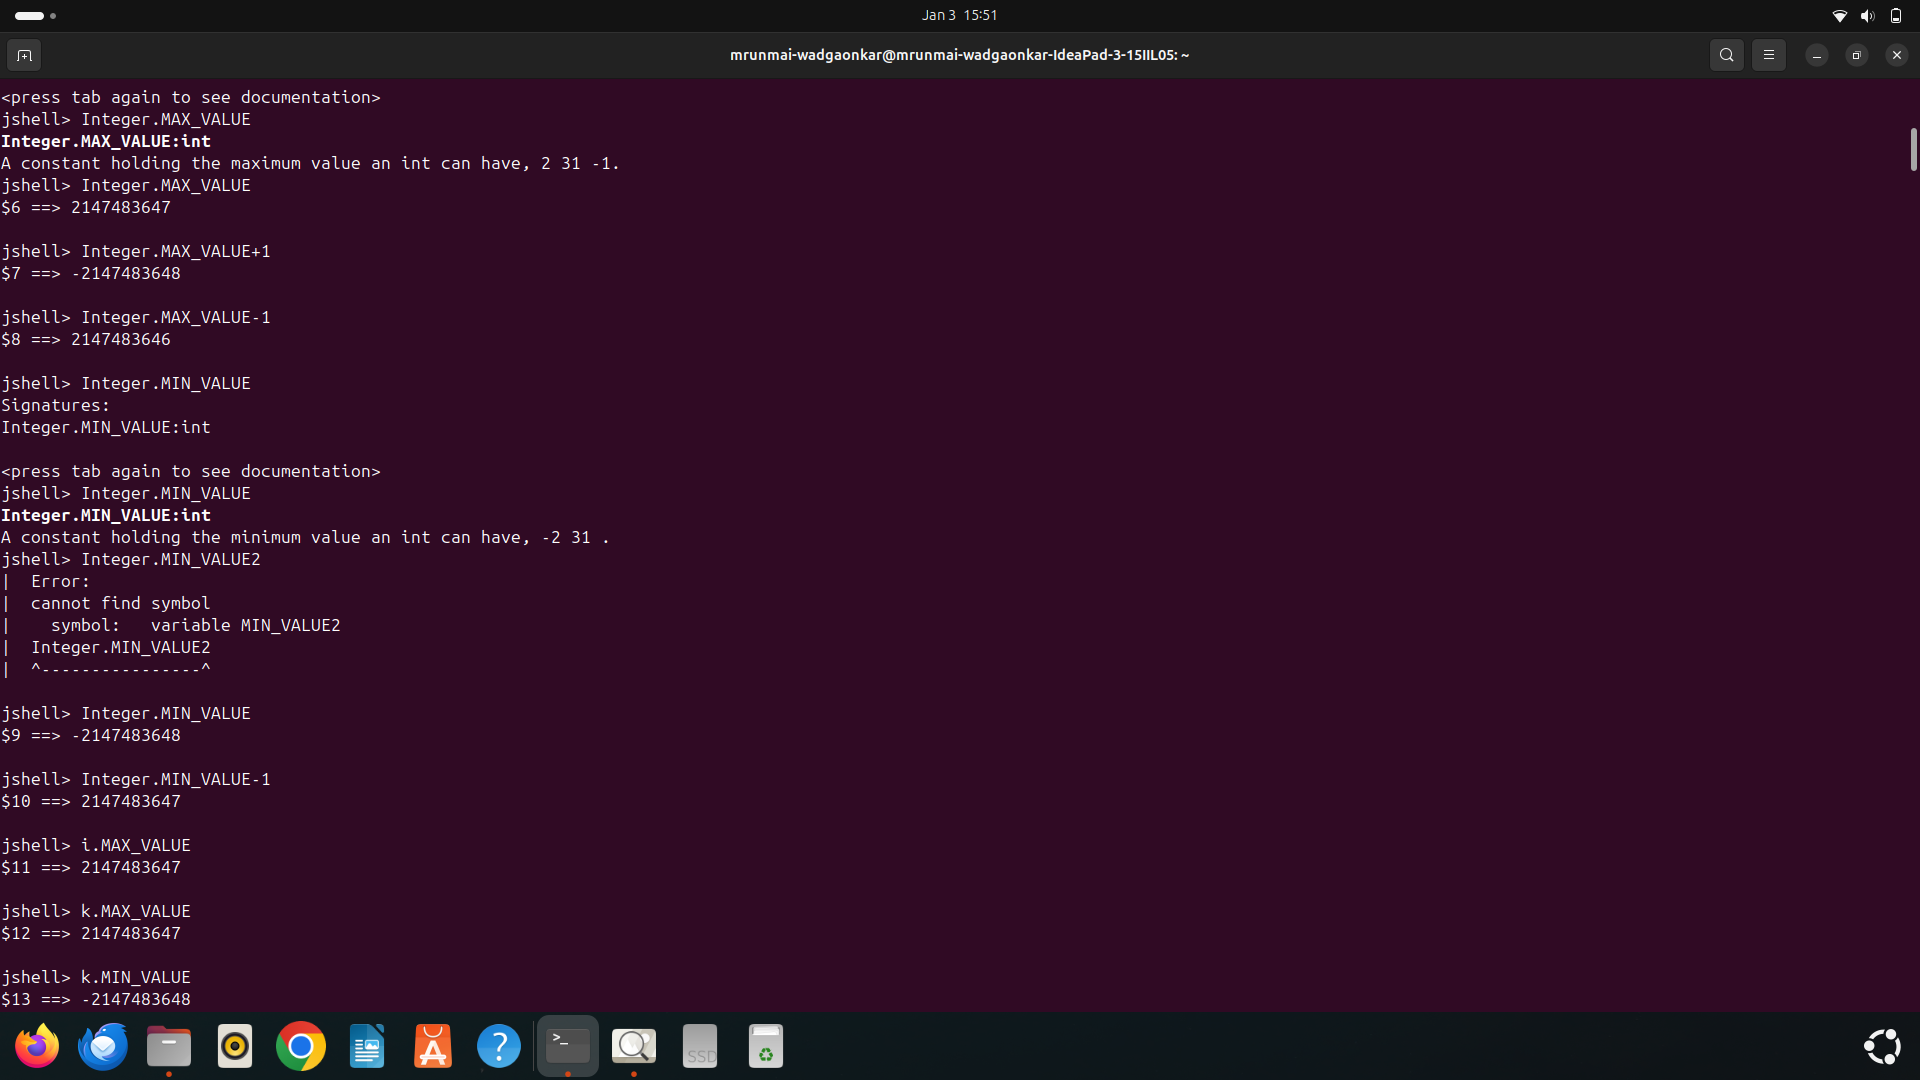 Jan 3 15:51
mrunmai-wadgaonkar@mrunmai-wadgaonkar-IdeaPad-3-15IIL05: ~
<press tab again to see documentation>
jshell> Integer.MAX_VALUE
Integer.MAX_VALUE:int
A constant holding the maximum value an int can have, 2 31 -1.
jshell> Integer.MAX_VALUE
$6 ==> 2147483647
jshell> Integer.MAX_VALUE+1
$7 ==> -2147483648
jshell> Integer.MAX_VALUE-1
$8 ==> 2147483646
jshell> Integer.MIN_VALUE
Signatures:
Integer.MIN_VALUE:int
<press tab again to see documentation>
jshell> Integer.MIN_VALUE
Integer.MIN_VALUE:int
A constant holding the minimum value an int can have, -2 31 .
jshell> Integer.MIN_VALUE2
|  Error:
|  cannot find symbol
|    symbol:   variable MIN_VALUE2
|  Integer.MIN_VALUE2
|  ^----------------^
jshell> Integer.MIN_VALUE
$9 ==> -2147483648
jshell> Integer.MIN_VALUE-1
$10 ==> 2147483647
jshell> i.MAX_VALUE
$11 ==> 2147483647
jshell> k.MAX_VALUE
$12 ==> 2147483647
jshell> k.MIN_VALUE
$13 ==> -2147483648
SSD